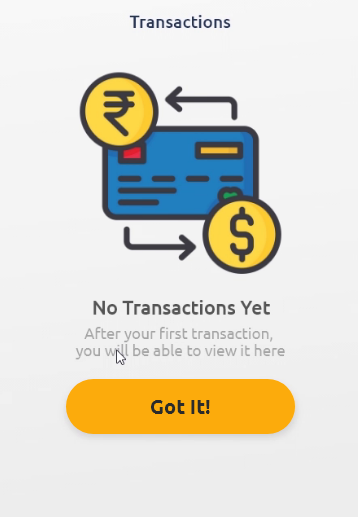 Transactions
₹
$
No Transactions Yet
After your first transaction,
you will be able to view it here
Got It!